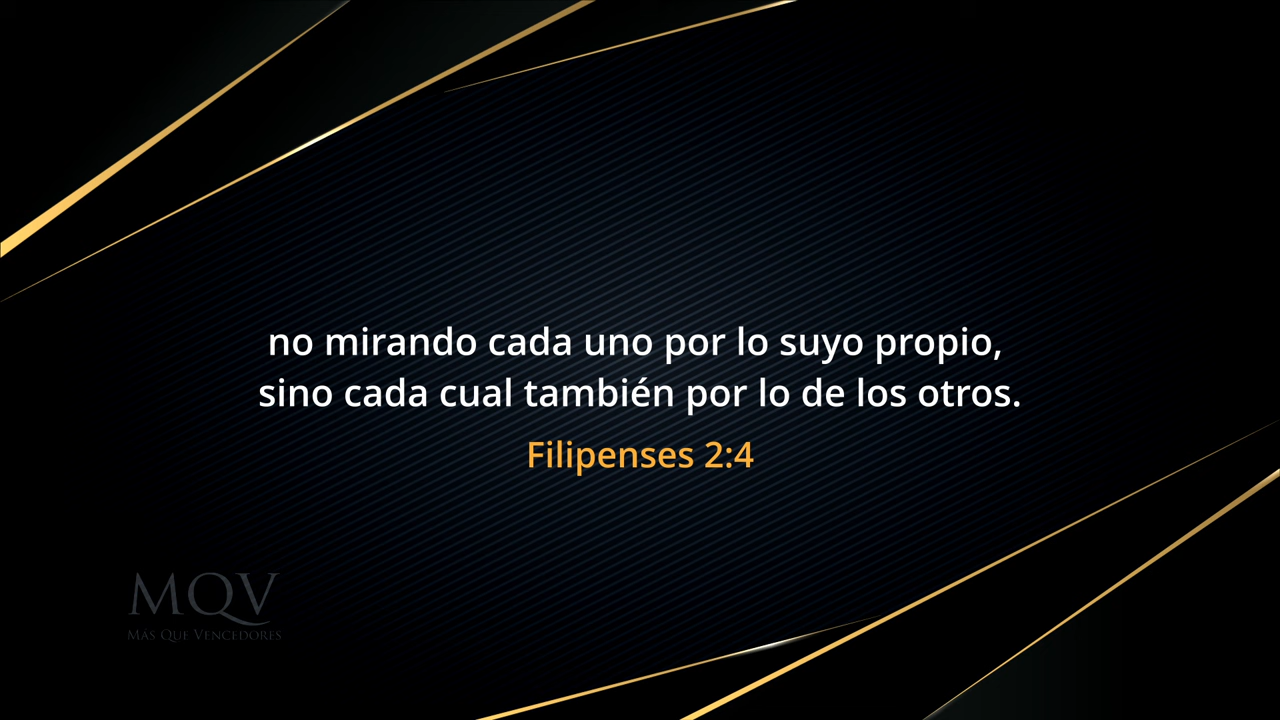 no mirando cada uno por lo suyo propio,
sino cada cual también por lo de los otros.
Filipenses 2:4
MQV
Más Que Vencedores